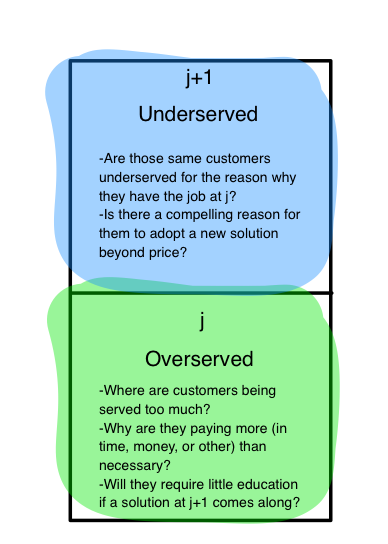 j+1
Underserved
-Are those same customers
underserved for the reason why
they have the job at j?
-Is there a compelling reason for
them to adopt a new solution
beyond price?
j
Overserved
-Where are customers being
served too much?
-Why are they paying more (in
time, money, or other) than
necessary?
-Will they require little education
if a solution at j+1 comes along?